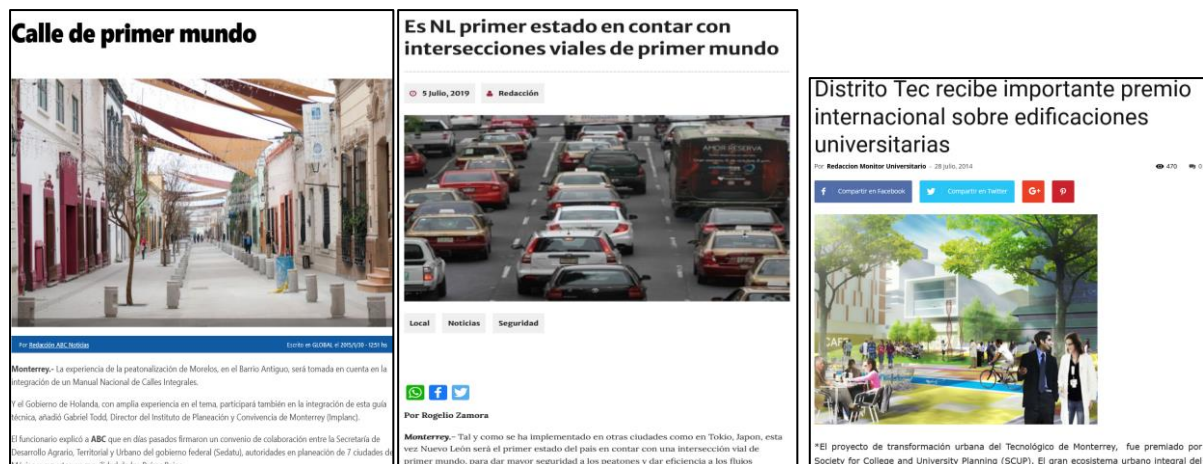 Calle de primer mundo
Por Redacción ABC Noticias
Escrito en GLOBAL el 2015/1/30 - 12:51 hs
Monterrey.- La experiencia de la peatonalización de Morelos, en el Barrio Antiguo, será tomada en cuenta en la
integración de un Manual Nacional de Calles Integrales.
Y el Gobierno de Holanda, con amplia experiencia en el tema, participará también en la integración de esta guía
técnica, añadió Gabriel Todd, Director del Instituto de Planeación y Convivencia de Monterrey (Implanc).
El funcionario explicó a ABC que en días pasados firmaron un convenio de colaboración entre la Secretaría de
Desarrollo Agrario, Territorial y Urbano del gobierno federal (Sedatu), autoridades en planeación de 7 ciudades de
Es NL primer estado en contar con
intersecciones viales de primer mundo
5 Julio, 2019 Redacción
AMOR RESERVA
Local Noticias Seguridad
Por Rogelio Zamora
Monterrey.- Tal y como se ha implementado en otras ciudades como en Tokio, Japon, esta
vez Nuevo León será el primer estado del país en contar con una intersección vial de
primer mundo, para dar mayor seguridad a los peatones y dar eficiencia a los flujos
Distrito Tec recibe importante premio
internacional sobre edificaciones
universitarias
Por Redaccion Monitor Universitario - 28 julio, 2014 470 0
Compartir en Facebook Compartir en Twitter G+
CAFE
*El proyecto de transformación urbana del Tecnológico de Monterrey, fue premiado por
Society for College and University Planning (SCUP). El gran ecosistema urbano integral del